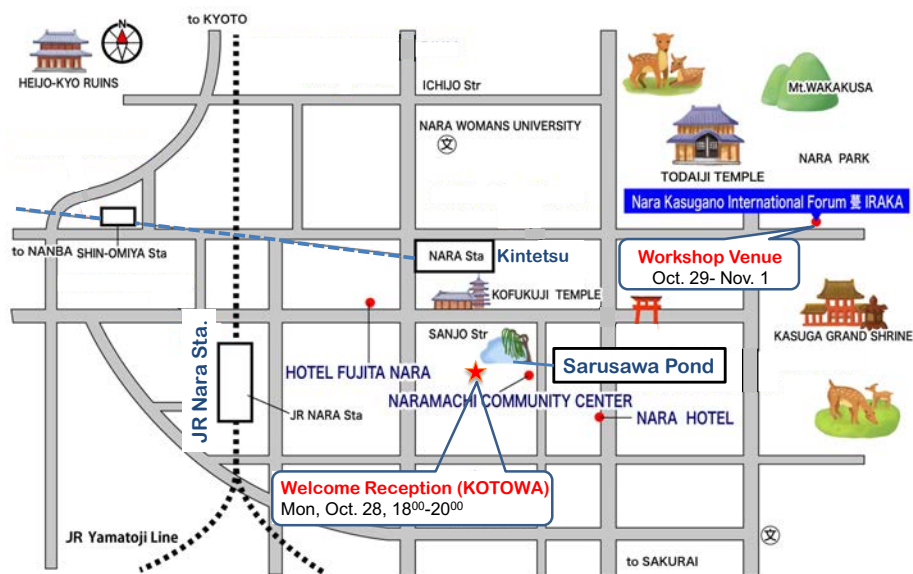 to KYOTO
N
HEIJO-KYO RUINS
ICHIJO Str
Mt.WAKAKUSA
NARA WOMANS UNIVERSITY
文
TODAIJI TEMPLE
NARA PARK
Nara Kasugano International Forum 甍 IRAKA
to NANBA
SHIN-OMIYA Sta
NARA Sta
Kintetsu
Workshop Venue
Oct. 29- Nov. 1
KOFUKUJI TEMPLE
SANJO Str
KASUGA GRAND SHRINE
JR Nara Sta.
HOTEL FUJITA NARA
Sarusawa Pond
NARAMACHI COMMUNITY CENTER
JR NARA Sta
NARA HOTEL
Welcome Reception (KOTOWA)
Mon, Oct. 28, 18⁰⁰-20⁰⁰
JR Yamatoji Line
文
to SAKURAI